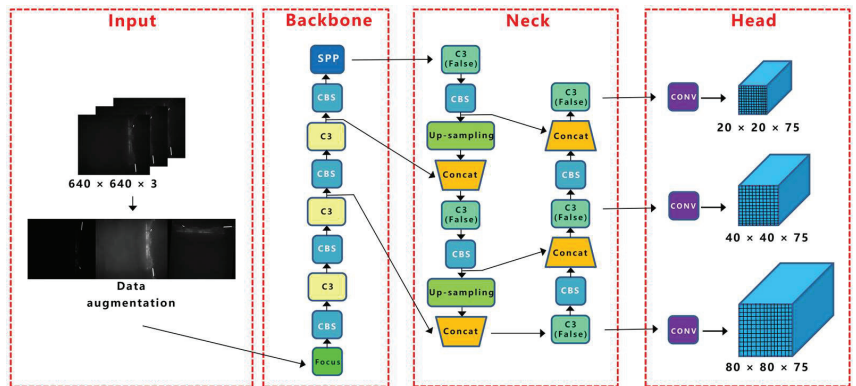 Input
640 × 640 × 3
Data
augmentation
Backbone
SPP
CBS
C3
CBS
C3
CBS
C3
CBS
Focus
Neck
C3
(False)
CBS
Up-sampling
Concat
C3
(False)
CBS
Up-sampling
Concat
C3
(False)
Concat
CBS
C3
(False)
Concat
CBS
C3
(False)
Head
CONV
20 × 20 × 75
CONV
40 × 40 × 75
CONV
80 × 80 × 75